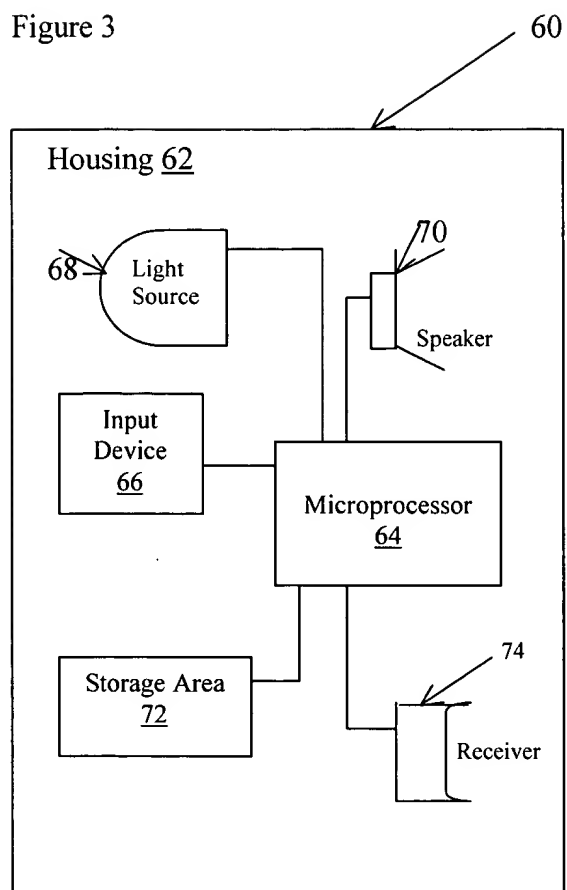 Figure 3
60
Housing 62
68
Light
Source
70
Speaker
Input
Device
66
Microprocessor
64
Storage Area
72
74
Receiver